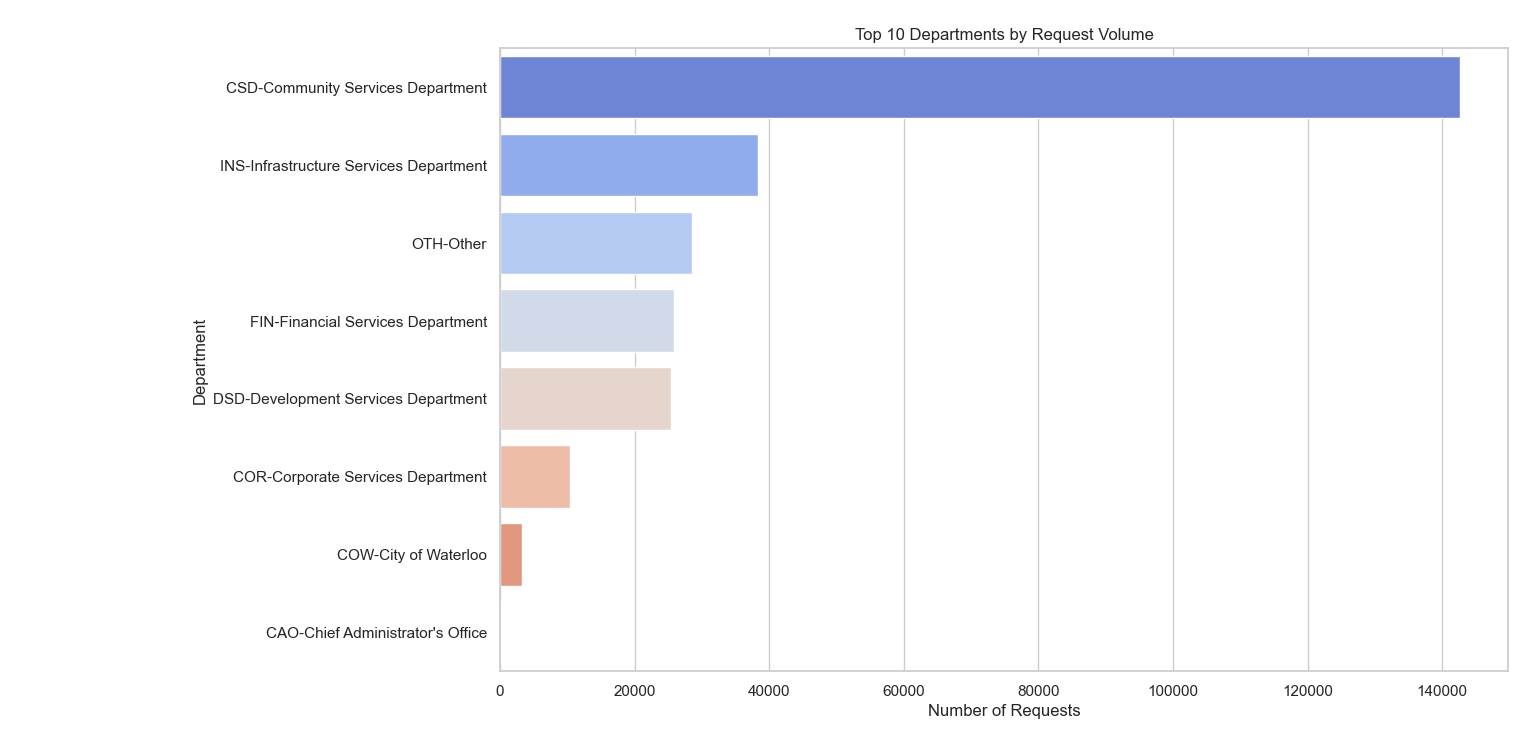 Top 10 Departments by Request Volume
Department
CSD-Community Services Department
INS-Infrastructure Services Department
OTH-Other
FIN-Financial Services Department
DSD-Development Services Department
COR-Corporate Services Department
COW-City of Waterloo
CAO-Chief Administrator's Office
0 20000 40000 60000 80000 100000 120000 140000
Number of Requests